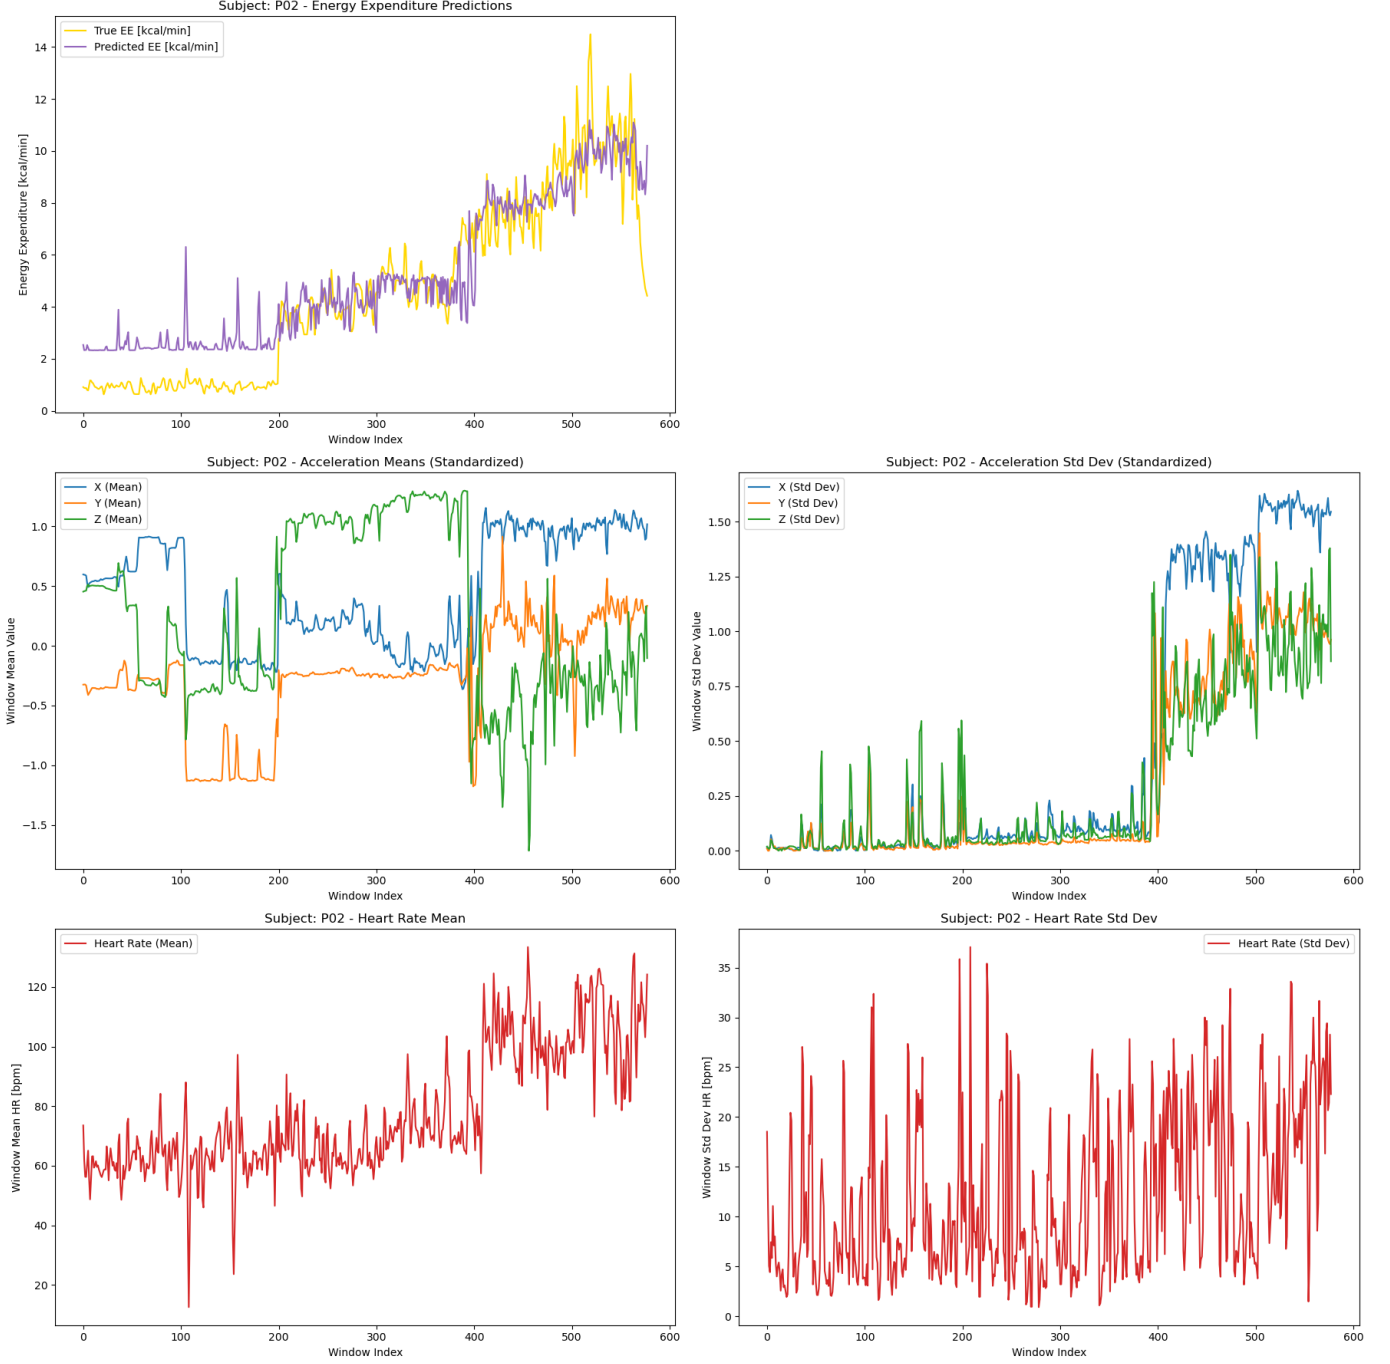 Subject: P02 - Energy Expenditure Predictions
True EE [kcal/min]
Predicted EE [kcal/min]
Energy Expenditure [kcal/min]
14
12
10
8
6
4
2
0
0 100 200 300 400 500 600
Window Index
Subject: P02 - Acceleration Means (Standardized)
X (Mean)
Y (Mean)
Z (Mean)
Window Mean Value
1.0
0.5
0.0
−0.5
−1.0
−1.5
0 100 200 300 400 500 600
Window Index
Subject: P02 - Acceleration Std Dev (Standardized)
X (Std Dev)
Y (Std Dev)
Z (Std Dev)
Window Std Dev Value
1.50
1.25
1.00
0.75
0.50
0.25
0.00
0 100 200 300 400 500 600
Window Index
Subject: P02 - Heart Rate Mean
Heart Rate (Mean)
Window Mean HR [bpm]
120
100
80
60
40
20
0 100 200 300 400 500 600
Window Index
Subject: P02 - Heart Rate Std Dev
Heart Rate (Std Dev)
Window Std Dev HR [bpm]
35
30
25
20
15
10
5
0
0 100 200 300 400 500 600
Window Index